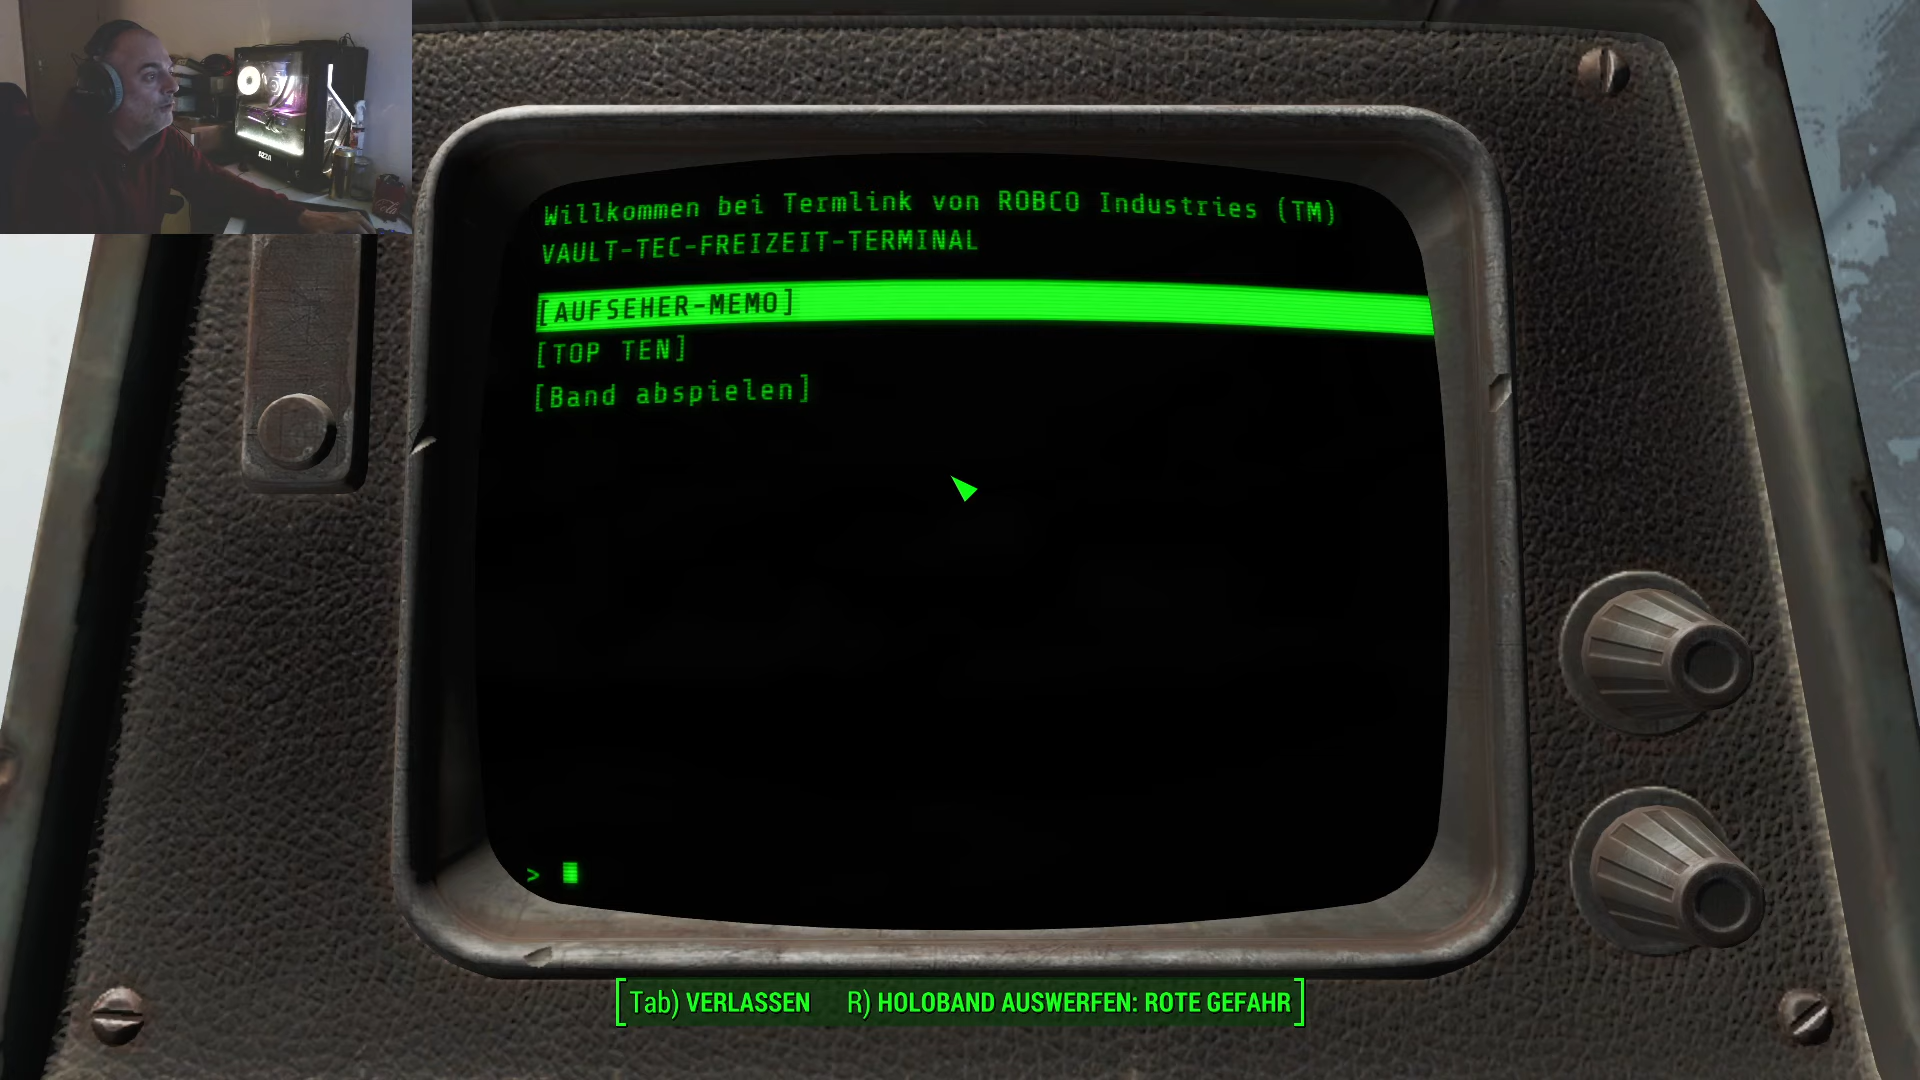 AZZA
Willkommen bei Termlink von ROBCO Industries (TM)
VAULT-TEC-FREIZEIT-TERMINAL
[AUFSEHER-MEMO]
[TOP TEN]
[Band abspielen]
>
[Tab) VERLASSEN R) HOLOBAND AUSWERFEN: ROTE GEFAHR]